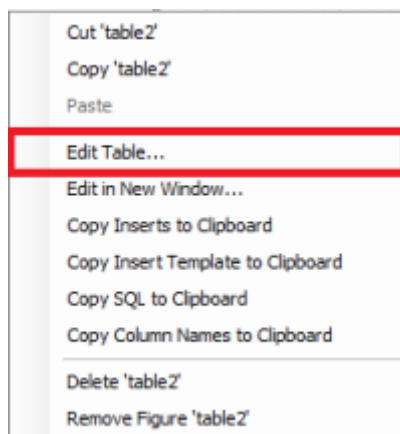 Cut 'table2'
Copy 'table2'
Paste
Edit Table...
Edit in New Window...
Copy Inserts to Clipboard
Copy Insert Template to Clipboard
Copy SQL to Clipboard
Copy Column Names to Clipboard
Delete 'table2'
Remove Figure 'table2'